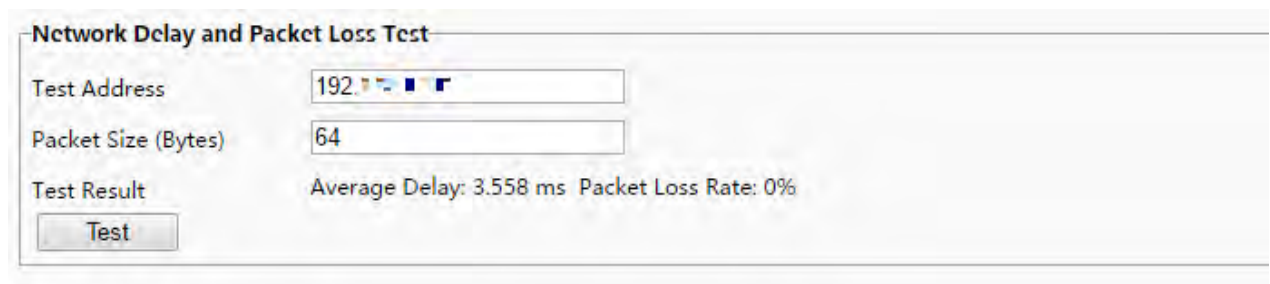 Network Delay and Packet Loss Test
Test Address 192.
Packet Size (Bytes) 64
Test Result Average Delay: 3.558 ms Packet Loss Rate: 0%
Test